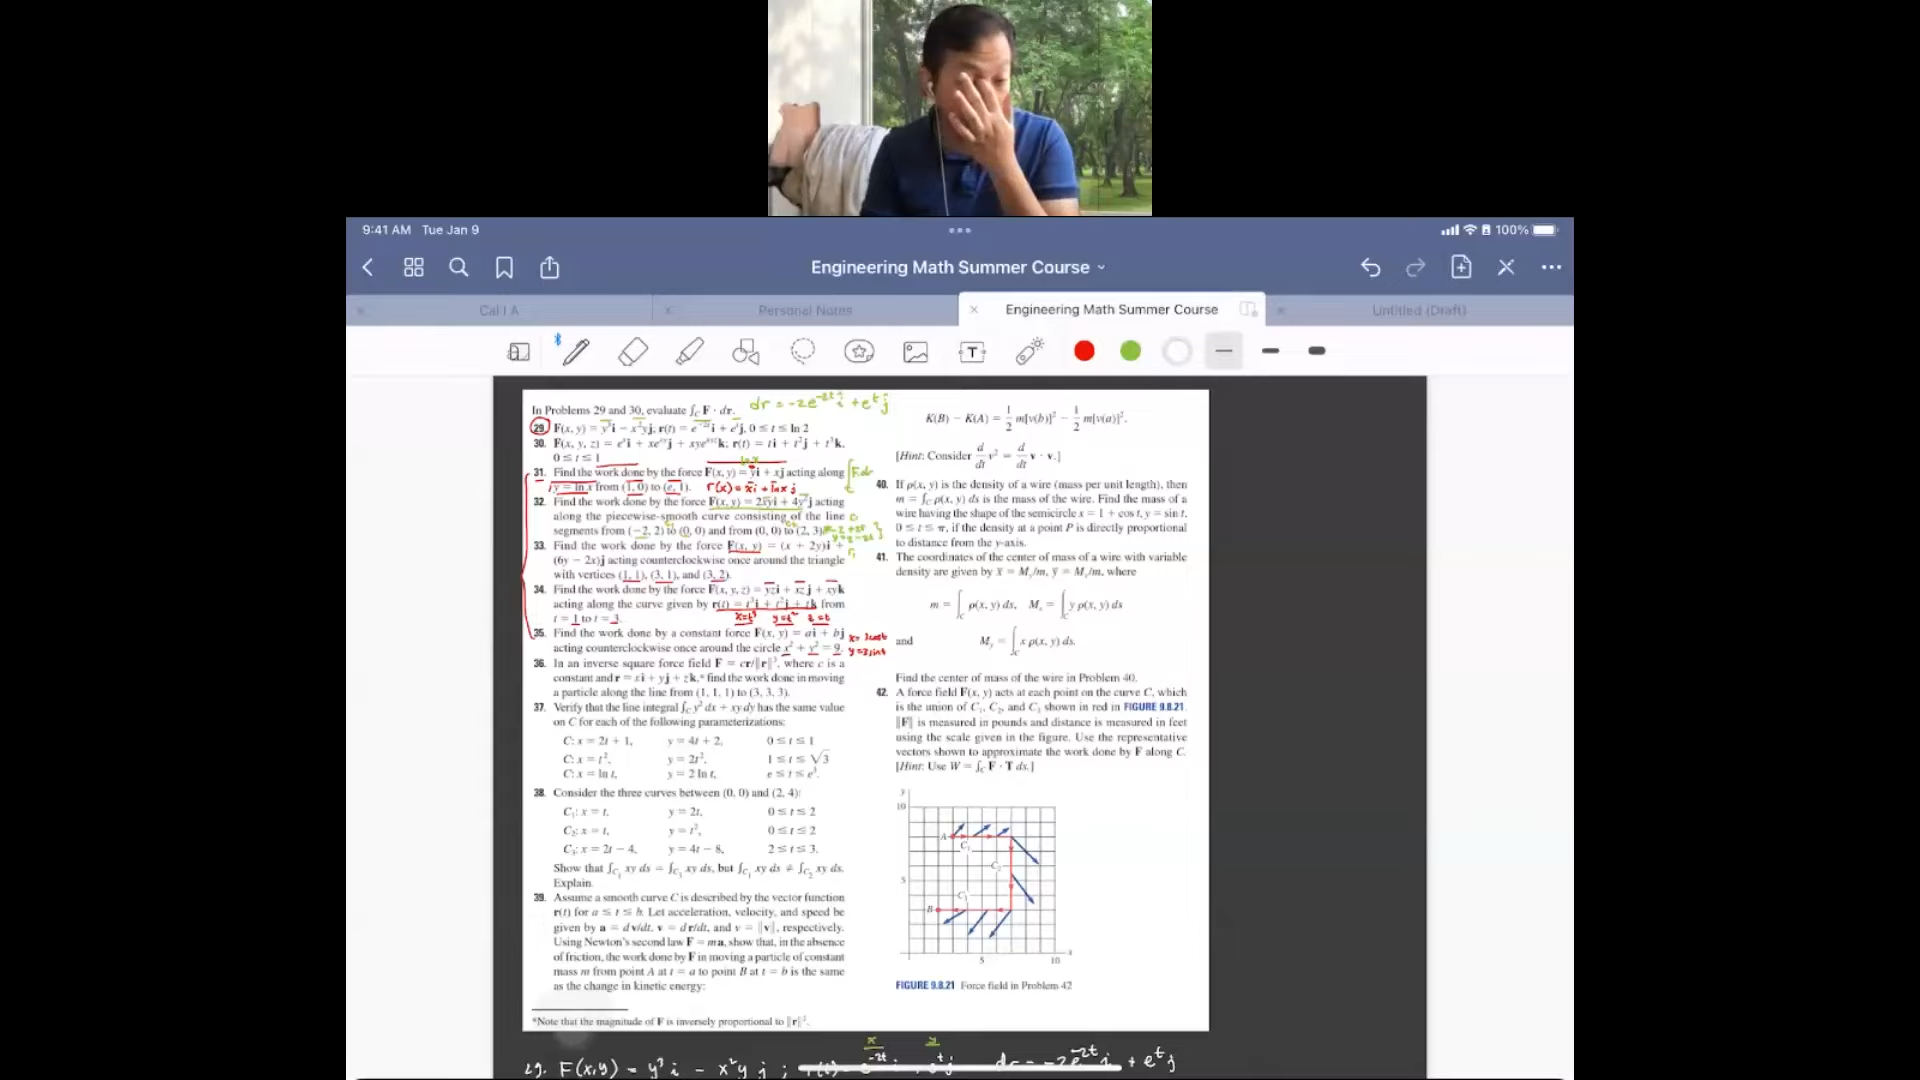 9:41 AM Tue Jan 9
100%
Engineering Math Summer Course
Cal I A
Personal Notes
Engineering Math Summer Course
Untitled (Draft)
T
In Problems 29 and 30, evaluate ∫_C F · dr. dr = -2e^{-2t} i + e^t j
29. F(x, y) = y³i − x²yj; r(t) = e^{-2t}i + e^tj, 0 ≤ t ≤ ln 2
30. F(x, y, z) = e^xi + xe^{xy}j + xye^{xyz}k; r(t) = ti + t²j + t³k,
0 ≤ t ≤ 1
31. Find the work done by the force F(x, y) = yi + xj acting along
y = ln x from (1, 0) to (e, 1). r(x) = xi + lnx j
32. Find the work done by the force F(x, y) = 2xyi + 4y²j acting
along the piecewise-smooth curve consisting of the line
segments from (−2, 2) to (0, 0) and from (0, 0) to (2, 3).
33. Find the work done by the force F(x, y) = (x + 2y)i +
(6y − 2x)j acting counterclockwise once around the triangle
with vertices (1, 1), (3, 1), and (3, 2).
34. Find the work done by the force F(x, y, z) = yzi + xzj + xyk
acting along the curve given by r(t) = t³i + t²j + tk from
t = 1 to t = 3. x=t³ y=t² z=t
35. Find the work done by a constant force F(x, y) = ai + bj x=3cost
acting counterclockwise once around the circle x² + y² = 9. y=3sint
36. In an inverse square force field F = cr/‖r‖³, where c is a
constant and r = xi + yj + zk,* find the work done in moving
a particle along the line from (1, 1, 1) to (3, 3, 3).
37. Verify that the line integral ∫_C y² dx + xy dy has the same value
on C for each of the following parameterizations:
C: x = 2t + 1, y = 4t + 2, 0 ≤ t ≤ 1
C: x = t², y = 2t², 1 ≤ t ≤ √3
C: x = ln t, y = 2 ln t, e ≤ t ≤ e³.
38. Consider the three curves between (0, 0) and (2, 4):
C₁: x = t, y = 2t, 0 ≤ t ≤ 2
C₂: x = t, y = t², 0 ≤ t ≤ 2
C₃: x = 2t − 4, y = 4t − 8, 2 ≤ t ≤ 3.
Show that ∫_{C₁} xy ds = ∫_{C₃} xy ds, but ∫_{C₁} xy ds ≠ ∫_{C₂} xy ds.
Explain.
39. Assume a smooth curve C is described by the vector function
r(t) for a ≤ t ≤ b. Let acceleration, velocity, and speed be
given by a = dv/dt, v = dr/dt, and v = ‖v‖, respectively.
Using Newton's second law F = ma, show that, in the absence
of friction, the work done by F in moving a particle of constant
mass m from point A at t = a to point B at t = b is the same
as the change in kinetic energy:
*Note that the magnitude of F is inversely proportional to ‖r‖².
K(B) − K(A) = 1/2 m[v(b)]² − 1/2 m[v(a)]².
[Hint: Consider d/dt v² = d/dt v · v.]
40. If ρ(x, y) is the density of a wire (mass per unit length), then
m = ∫_C ρ(x, y) ds is the mass of the wire. Find the mass of a
wire having the shape of the semicircle x = 1 + cos t, y = sin t,
0 ≤ t ≤ π, if the density at a point P is directly proportional
to distance from the y-axis.
41. The coordinates of the center of mass of a wire with variable
density are given by x̄ = M_y/m, ȳ = M_x/m, where
m = ∫_C ρ(x, y) ds, M_x = ∫_C y ρ(x, y) ds
and M_y = ∫_C x ρ(x, y) ds.
Find the center of mass of the wire in Problem 40.
42. A force field F(x, y) acts at each point on the curve C, which
is the union of C₁, C₂, and C₃ shown in red in FIGURE 9.8.21.
‖F‖ is measured in pounds and distance is measured in feet
using the scale given in the figure. Use the representative
vectors shown to approximate the work done by F along C.
[Hint: Use W = ∫_C F · T ds.]
y
10
A
C₁
C₂
5
C₃
B
x
5 10
FIGURE 9.8.21 Force field in Problem 42
x y
29. F(x,y) = y³ i − x²y j ; r(t) = e^{-2t} i + e^t j dr = -2e^{-2t} i + e^t j